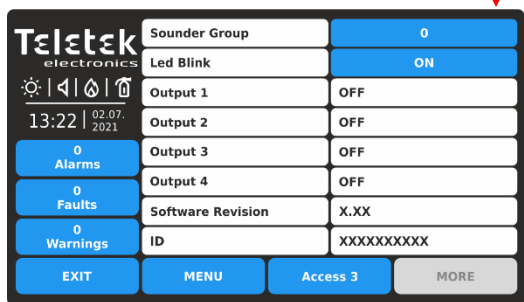 Teletek
electronics
13:22
02.07.
2021
0
Alarms
0
Faults
0
Warnings
Sounder Group 0
Led Blink ON
Output 1 OFF
Output 2 OFF
Output 3 OFF
Output 4 OFF
Software Revision X.XX
ID XXXXXXXXXX
EXIT MENU Access 3 MORE